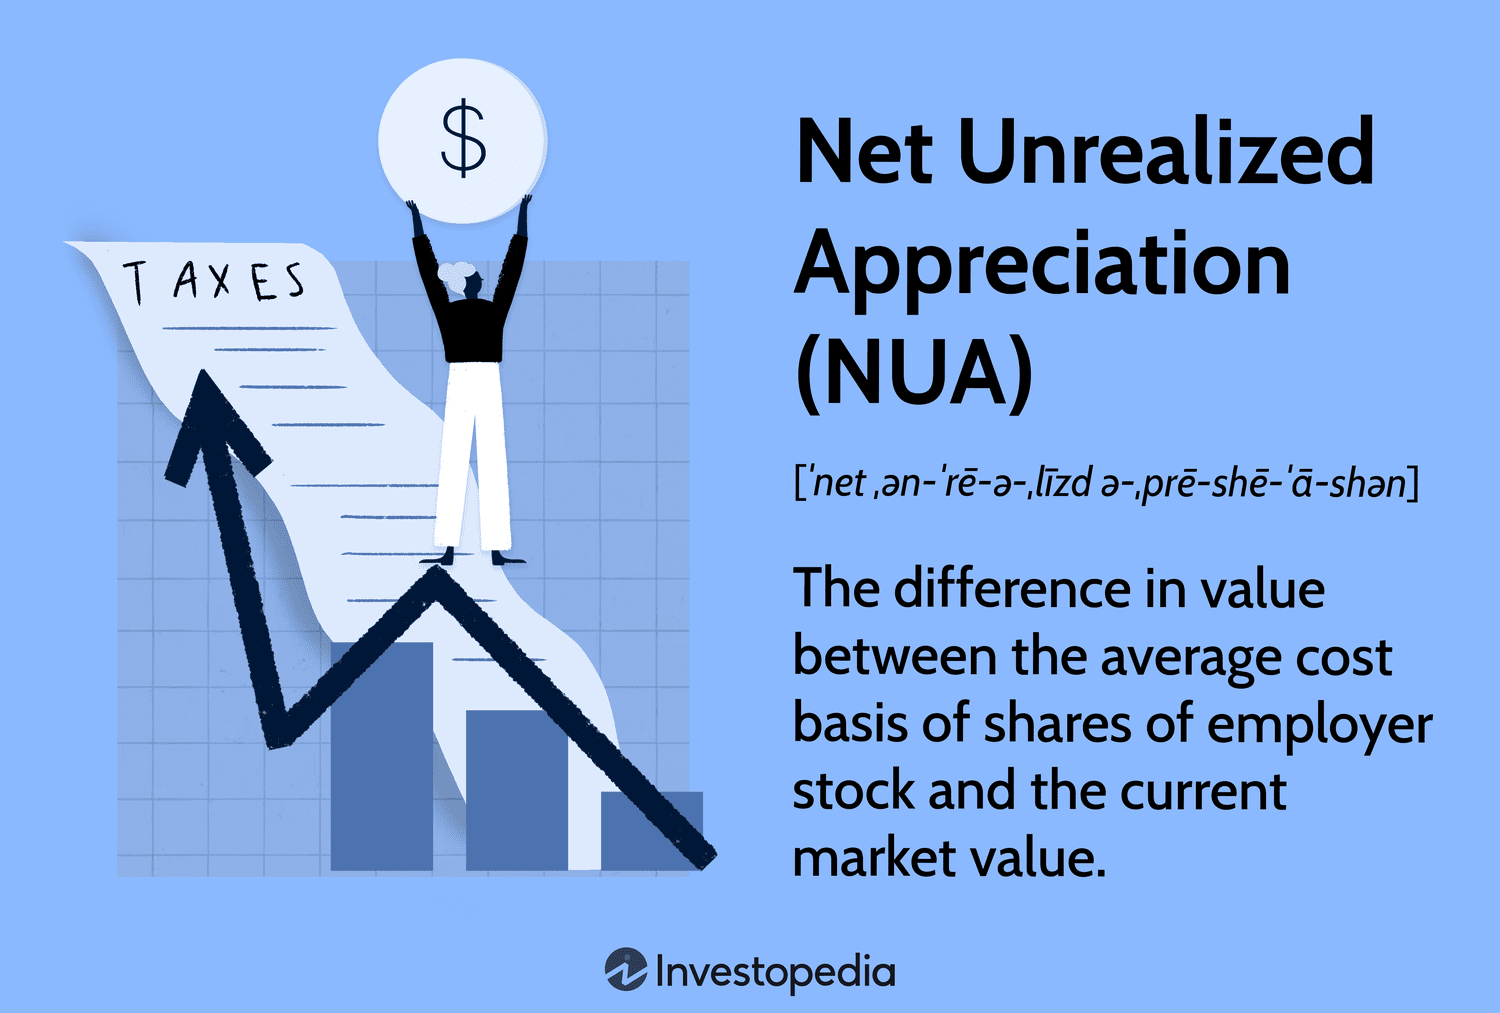 $
TAXES
Net Unrealized
Appreciation
(NUA)
[ˈnet ˌən-ˈrē-ə-ˌlīzd ə-ˌprē-shē-ˈā-shən]
The difference in value
between the average cost
basis of shares of employer
stock and the current
market value.
Investopedia